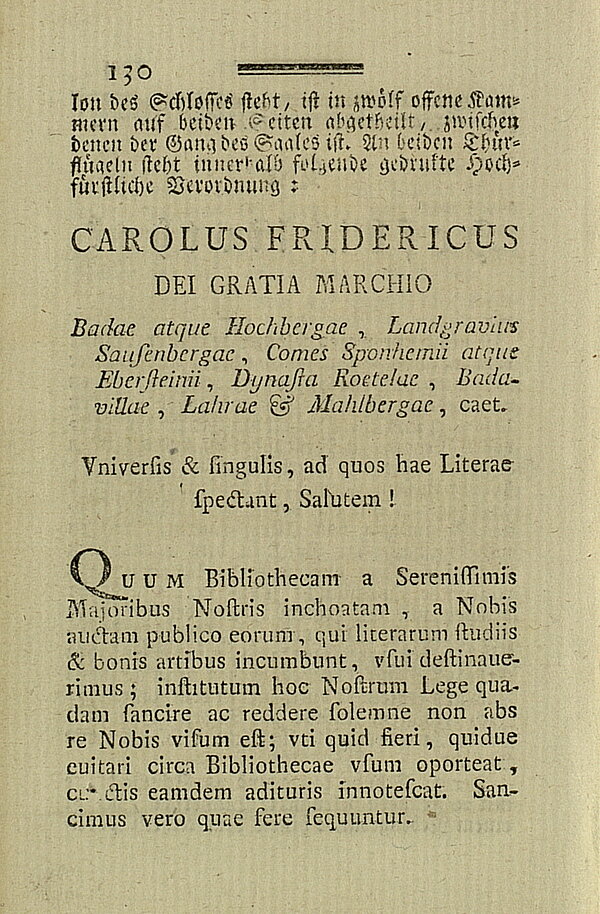 130
lon des Schlosses steht, ist in zwölf offene Kam⸗
mern auf beiden Seiten abgetheilt, zwischen
denen der Gang des Saales ist. An beiden Thür⸗
flügeln steht innerhalb folgende gedrukte Hoch⸗
fürstliche Verordnung:
CAROLUS FRIDERICUS
DEI GRATIA MARCHIO
Badae atque Hochbergae, Landgravius
Sauſenbergae, Comes Sponhemii atque
Eberſteinii, Dynaſta Roetelae, Bada-
villae, Lahrae & Mahlbergae, caet.
Vniverſis & ſingulis, ad quos hae Literae
ſpectant, Salutem!
QUUM Bibliothecam a Sereniſſimis
Majoribus Noſtris inchoatam, a Nobis
auctam publico eorum, qui literarum ſtudiis
& bonis artibus incumbunt, vſui deſtinaue-
rimus; inſtitutum hoc Noſtrum Lege qua-
dam ſancire ac reddere ſolemne non abs
re Nobis viſum eſt; vti quid fieri, quidue
euitari circa Bibliothecae vſum oporteat,
cunctis eamdem adituris innoteſcat. San-
cimus vero quae fere ſequuntur.